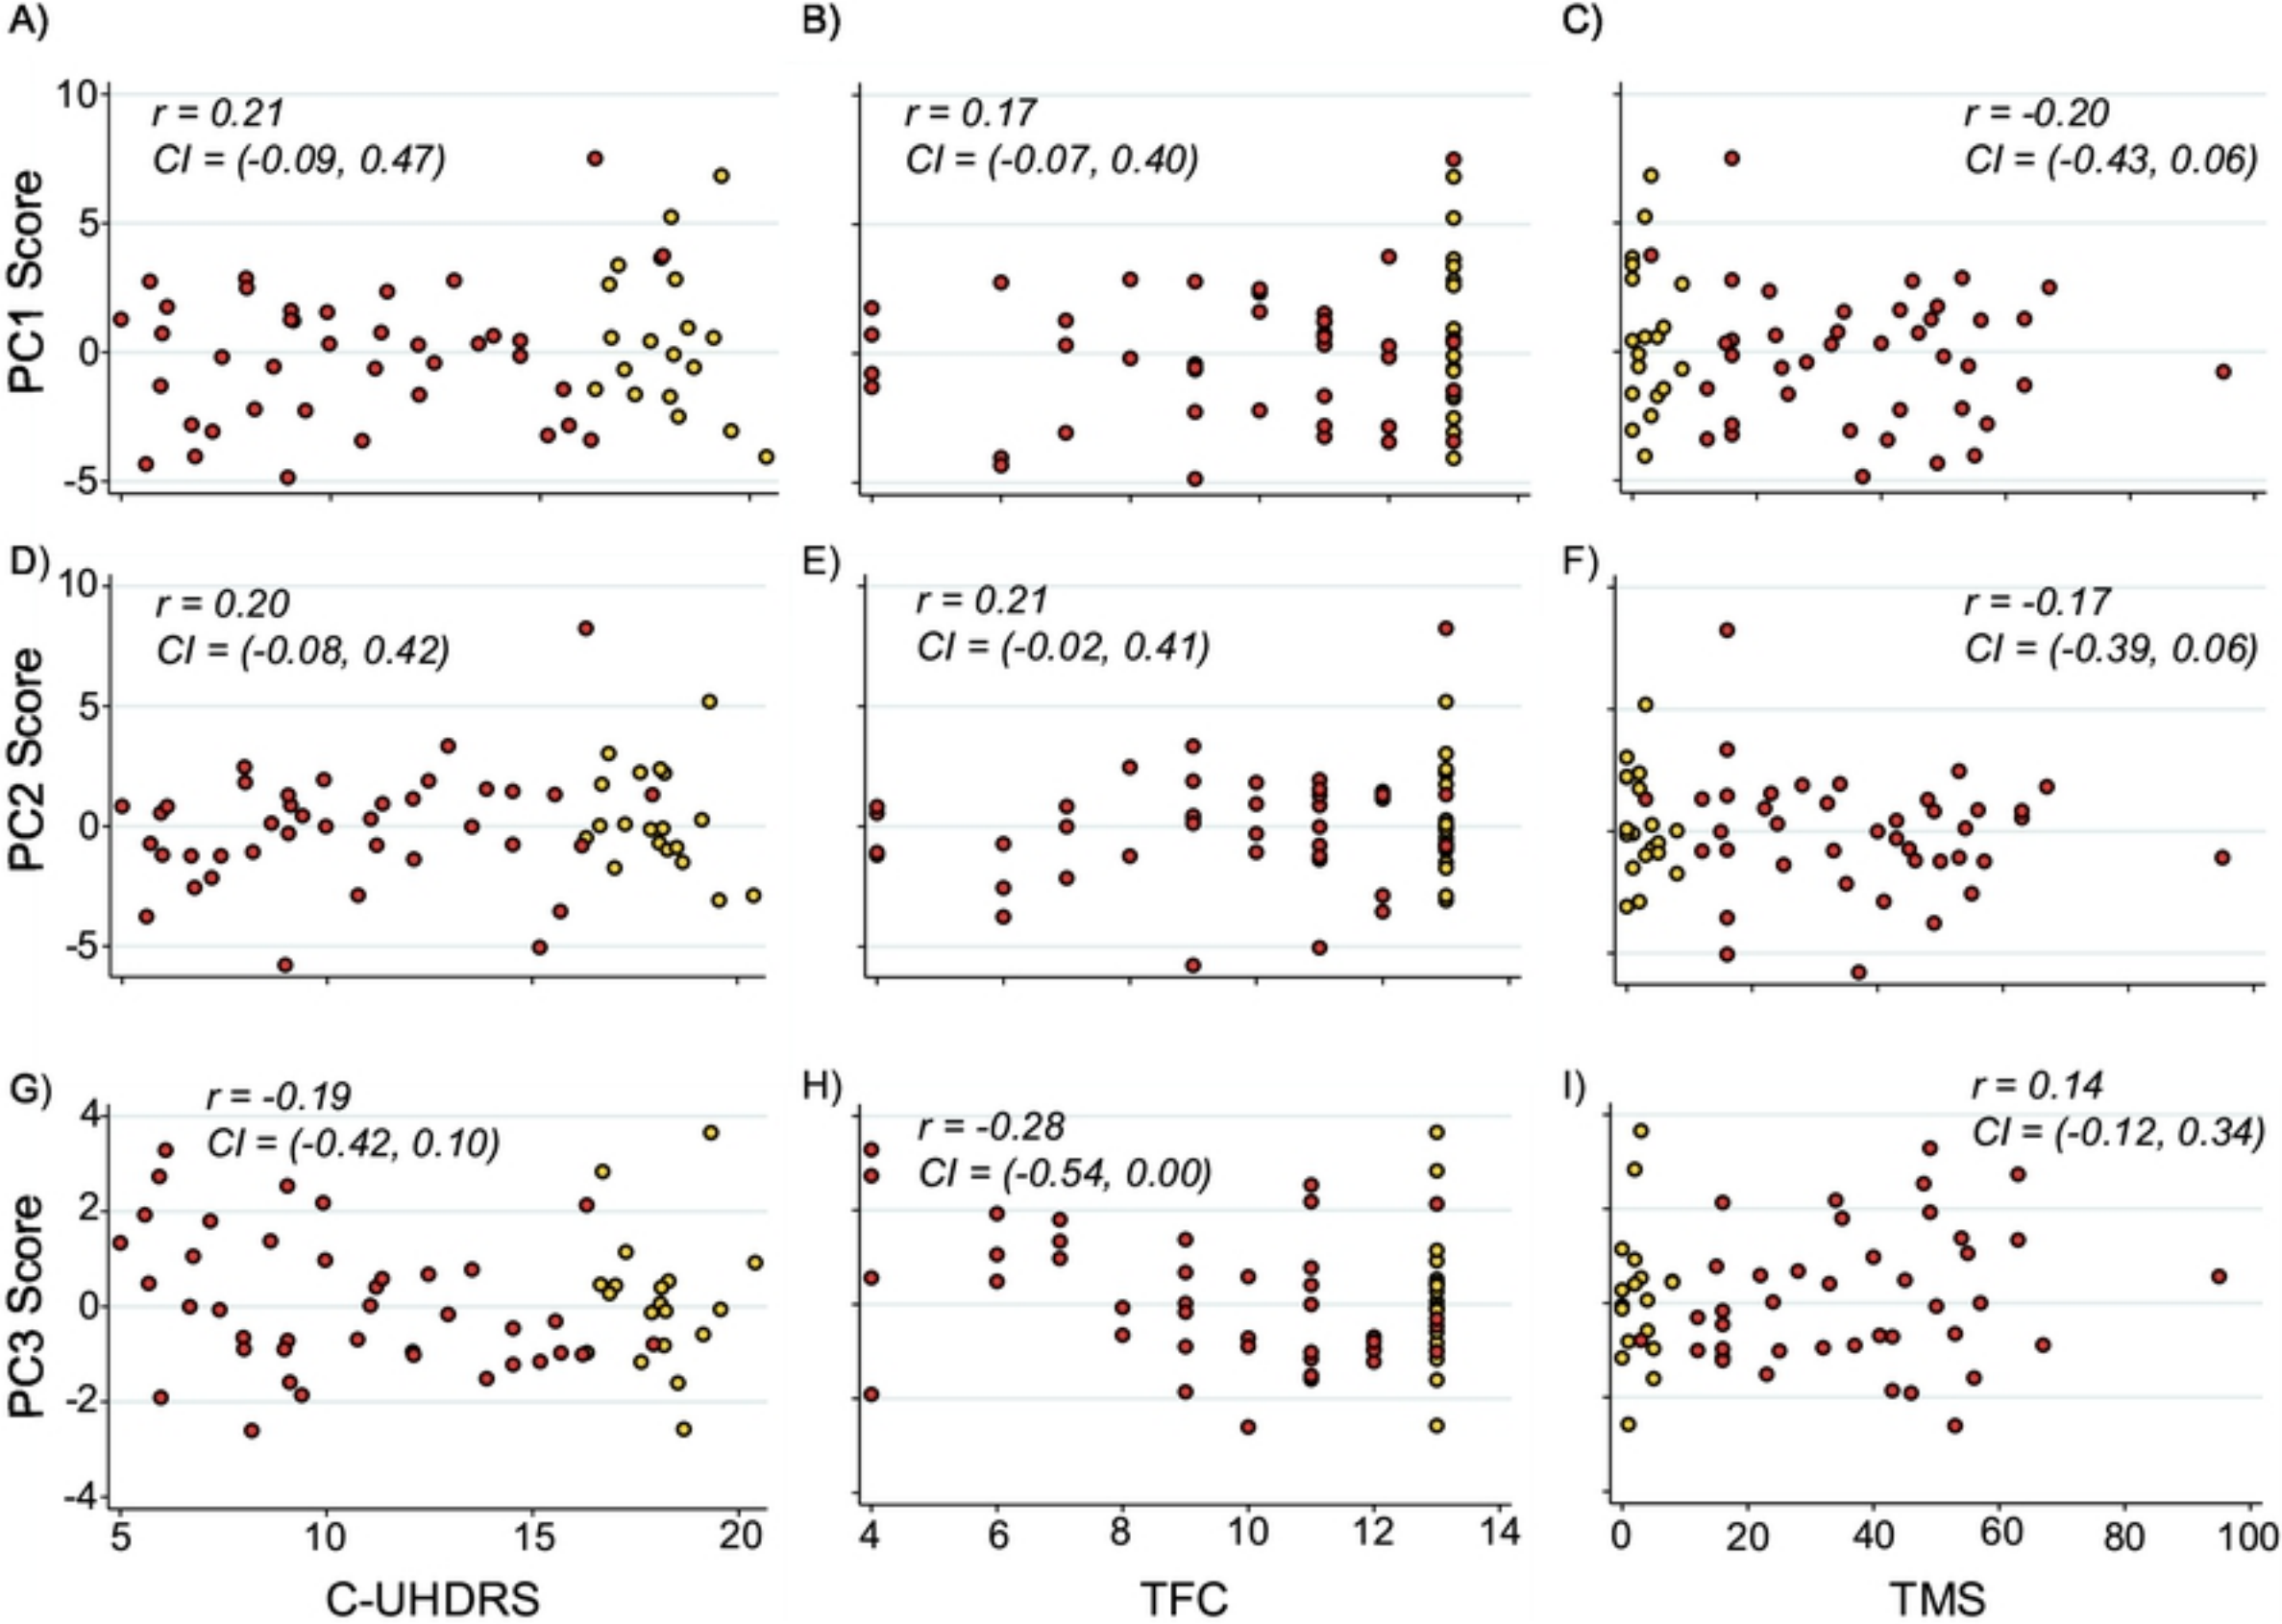 A)
B)
C)
10
5
0
-5
PC1 Score
r = 0.21
CI = (-0.09, 0.47)
r = 0.17
CI = (-0.07, 0.40)
r = -0.20
CI = (-0.43, 0.06)
D)
E)
F)
10
5
0
-5
PC2 Score
r = 0.20
CI = (-0.08, 0.42)
r = 0.21
CI = (-0.02, 0.41)
r = -0.17
CI = (-0.39, 0.06)
G)
H)
I)
4
2
0
-2
-4
PC3 Score
r = -0.19
CI = (-0.42, 0.10)
r = -0.28
CI = (-0.54, 0.00)
r = 0.14
CI = (-0.12, 0.34)
5 10 15 20
4 6 8 10 12 14
0 20 40 60 80 100
C-UHDRS
TFC
TMS